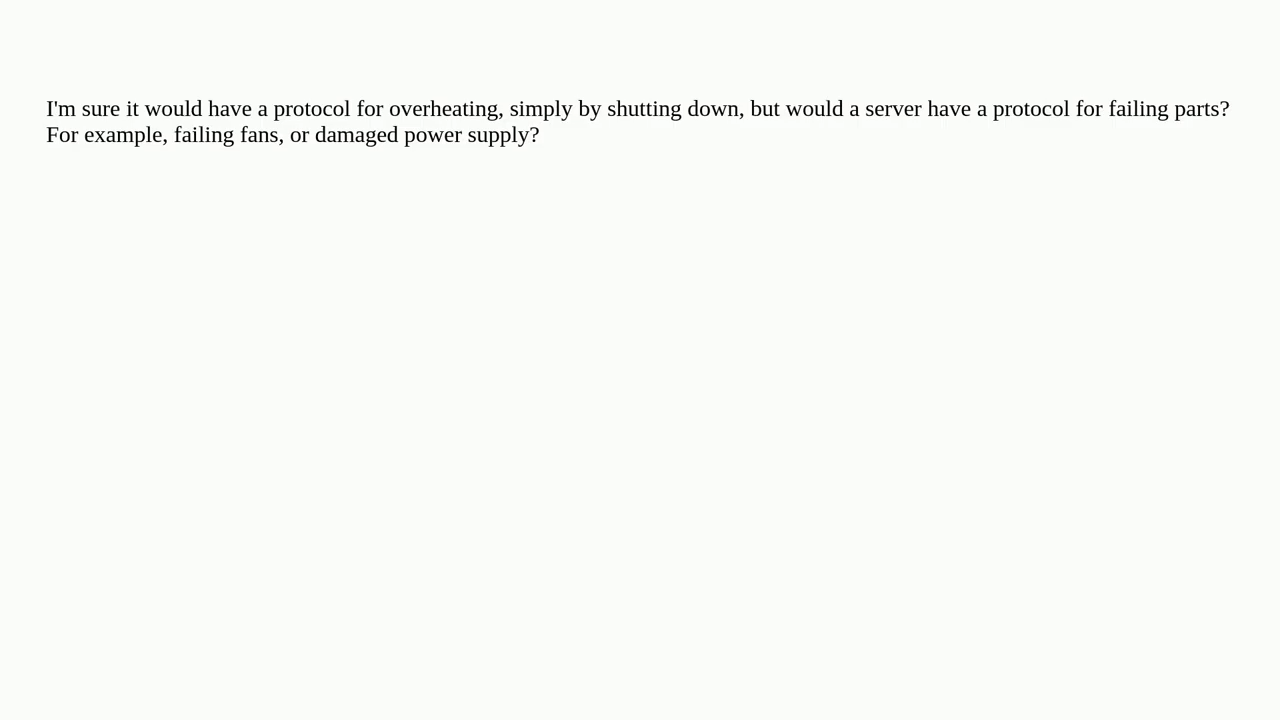 I'm sure it would have a protocol for overheating, simply by shutting down, but would a server have a protocol for failing parts?
For example, failing fans, or damaged power supply?